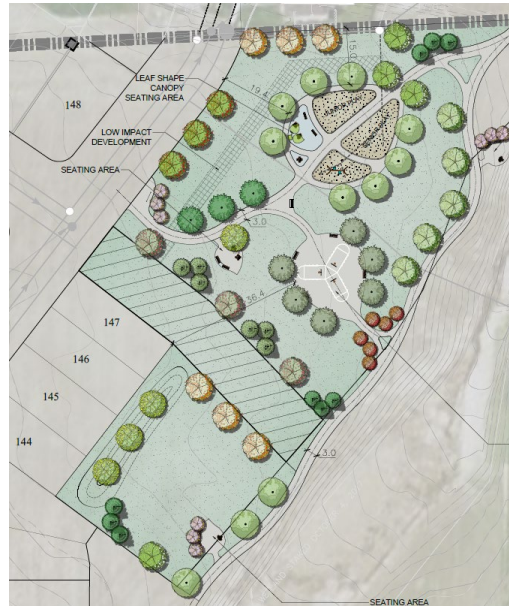 148
LEAF SHAPE
CANOPY
SEATING AREA
19.4
15.0
LOW IMPACT
DEVELOPMENT
SEATING AREA
3.0
36.4
147
146
145
144
3.0
SEATING AREA